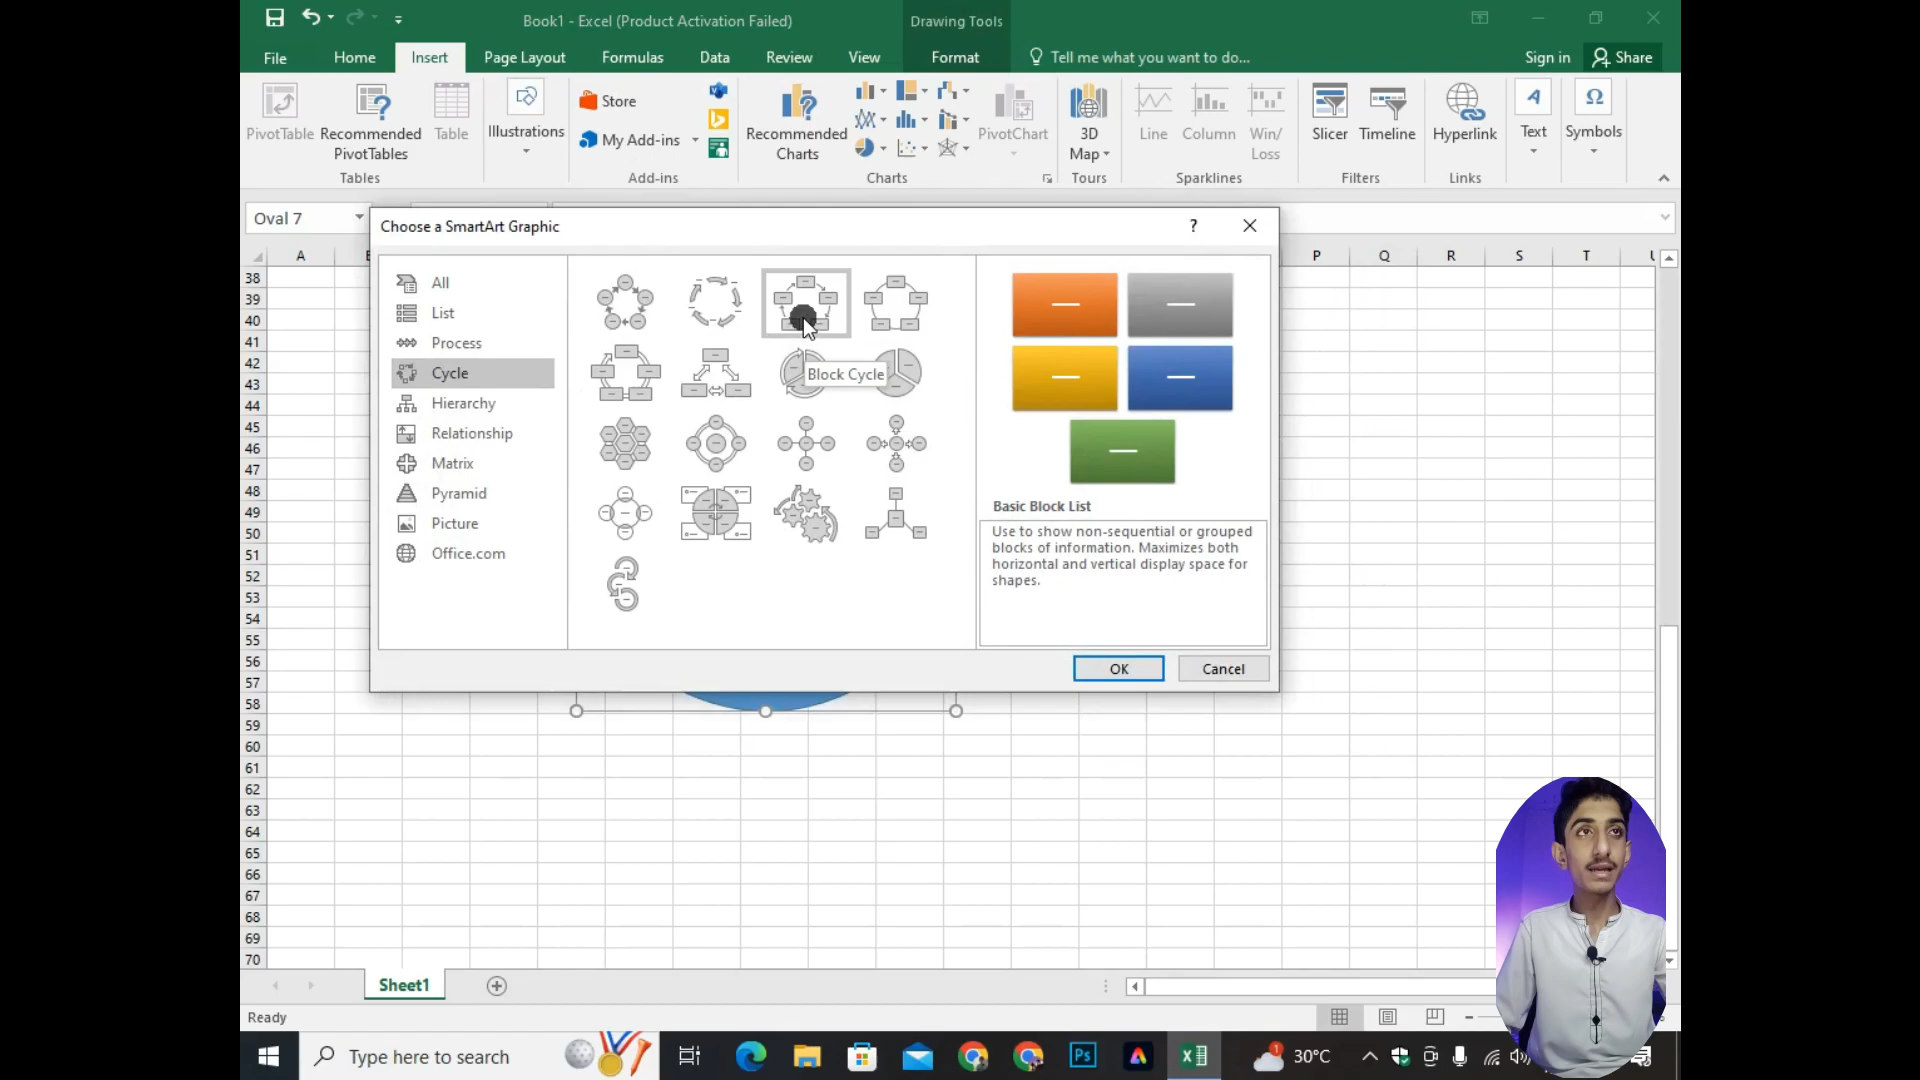 Book1 - Excel (Product Activation Failed)
Drawing Tools
File
Home
Insert
Page Layout
Formulas
Data
Review
View
Format
Tell me what you want to do...
Sign in
Share
PivotTable
Recommended
PivotTables
Table
Illustrations
Store
My Add-ins
Recommended
Charts
PivotChart
3D
Map
Line
Column
Win/
Loss
Slicer
Timeline
Hyperlink
Text
Symbols
Tables
Add-ins
Charts
Tours
Sparklines
Filters
Links
Oval 7
Choose a SmartArt Graphic
?
A
P
Q
R
S
T
38
39
40
41
42
43
44
45
46
47
48
49
50
51
52
53
54
55
56
57
58
59
60
61
62
63
64
65
66
67
68
69
70
All
List
Process
Cycle
Hierarchy
Relationship
Matrix
Pyramid
Picture
Office.com
Block Cycle
Basic Block List
Use to show non-sequential or grouped
blocks of information. Maximizes both
horizontal and vertical display space for
shapes.
OK
Cancel
Sheet1
Ready
Type here to search
Ps
1
30°C